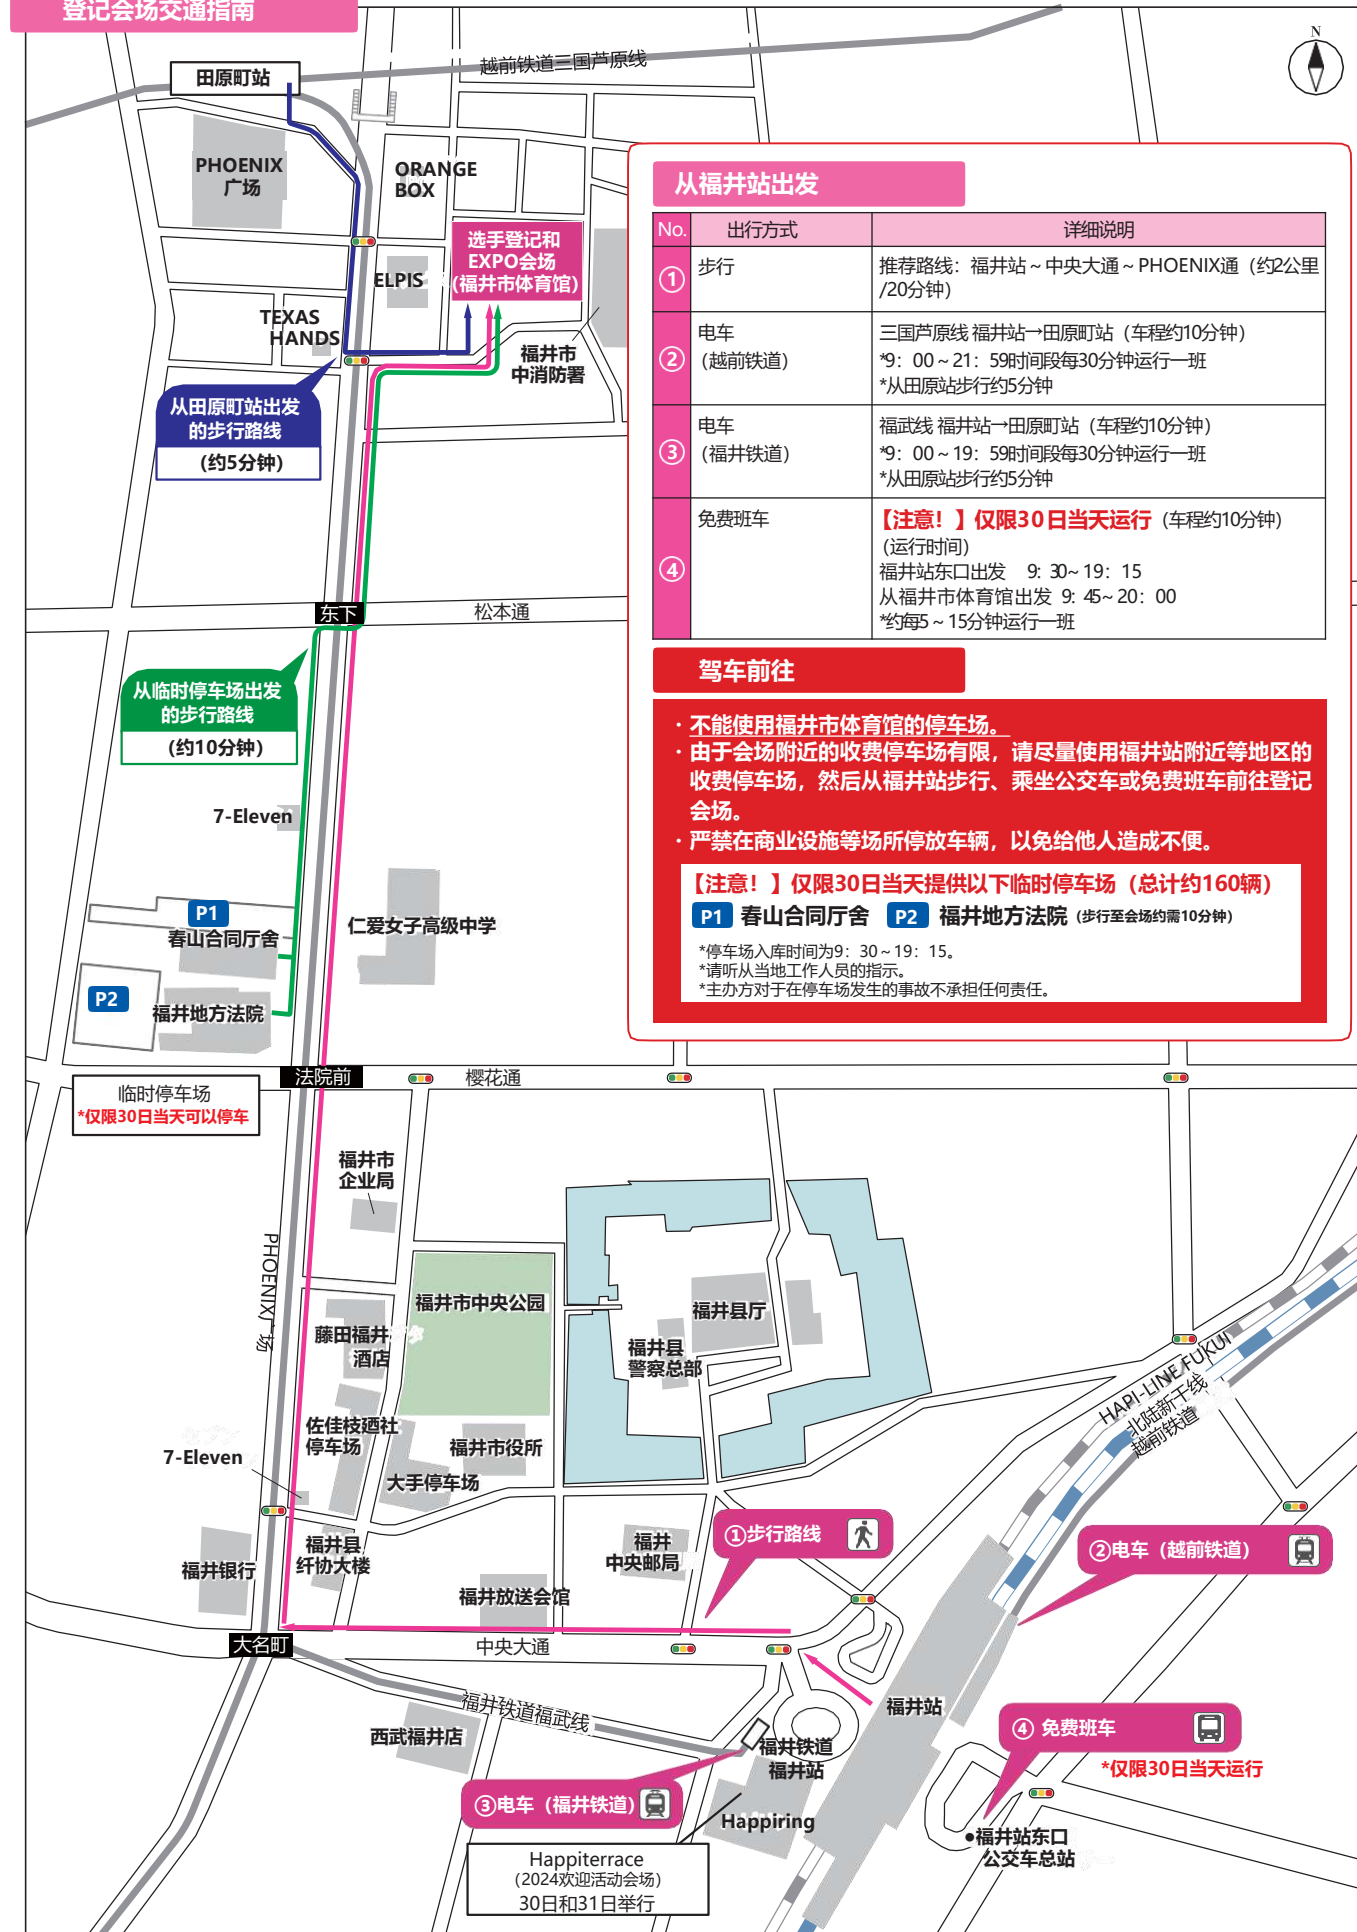 登记会场交通指南
N
越前铁道三国芦原线
田原町站
PHOENIX
广场
ORANGE
BOX
选手登记和
EXPO会场
(福井市体育馆)
ELPIS
TEXAS
HANDS
福井市
中消防署
从田原町站出发
的步行路线
(约5分钟)
从福井站出发
No. 出行方式 详细说明
① 步行 推荐路线：福井站～中央大通～PHOENIX通（约2公里
/20分钟）
② 电车 三国芦原线 福井站→田原町站（车程约10分钟）
（越前铁道） *9：00～21：59时间段每30分钟运行一班
*从田原站步行约5分钟
③ 电车 福武线 福井站→田原町站（车程约10分钟）
（福井铁道） *9：00～19：59时间段每30分钟运行一班
*从田原站步行约5分钟
④ 免费班车 【注意！】仅限30日当天运行（车程约10分钟）
（运行时间）
福井站东口出发 9：30～19：15
从福井市体育馆出发 9：45～20：00
*约每5～15分钟运行一班
东下
松本通
驾车前往
・不能使用福井市体育馆的停车场。
・由于会场附近的收费停车场有限，请尽量使用福井站附近等地区的
收费停车场，然后从福井站步行、乘坐公交车或免费班车前往登记
会场。
・严禁在商业设施等场所停放车辆，以免给他人造成不便。
【注意！】仅限30日当天提供以下临时停车场（总计约160辆）
P1 春山合同厅舍 P2 福井地方法院（步行至会场约需10分钟）
*停车场入库时间为9：30～19：15。
*请听从当地工作人员的指示。
*主办方对于在停车场发生的事故不承担任何责任。
从临时停车场出发
的步行路线
(约10分钟)
7-Eleven
P1
春山合同厅舍
仁爱女子高级中学
P2
福井地方法院
法院前
樱花通
临时停车场
*仅限30日当天可以停车
福井市
企业局
PHOENIX广场
福井市中央公园
藤田福井
酒店
福井县厅
福井县
警察总部
HAPI-LINE FUKUI
北陆新干线
越前铁道
佐佳枝廼社
停车场
福井市役所
7-Eleven
大手停车场
①步行路线
②电车（越前铁道）
福井县
纤协大楼
福井
中央邮局
福井银行
福井放送会馆
大名町
中央大通
福井铁道福武线
西武福井店
福井站
④ 免费班车
*仅限30日当天运行
福井铁道
福井站
③电车（福井铁道）
Happiring
●福井站东口
公交车总站
Happiterrace
（2024欢迎活动会场）
30日和31日举行